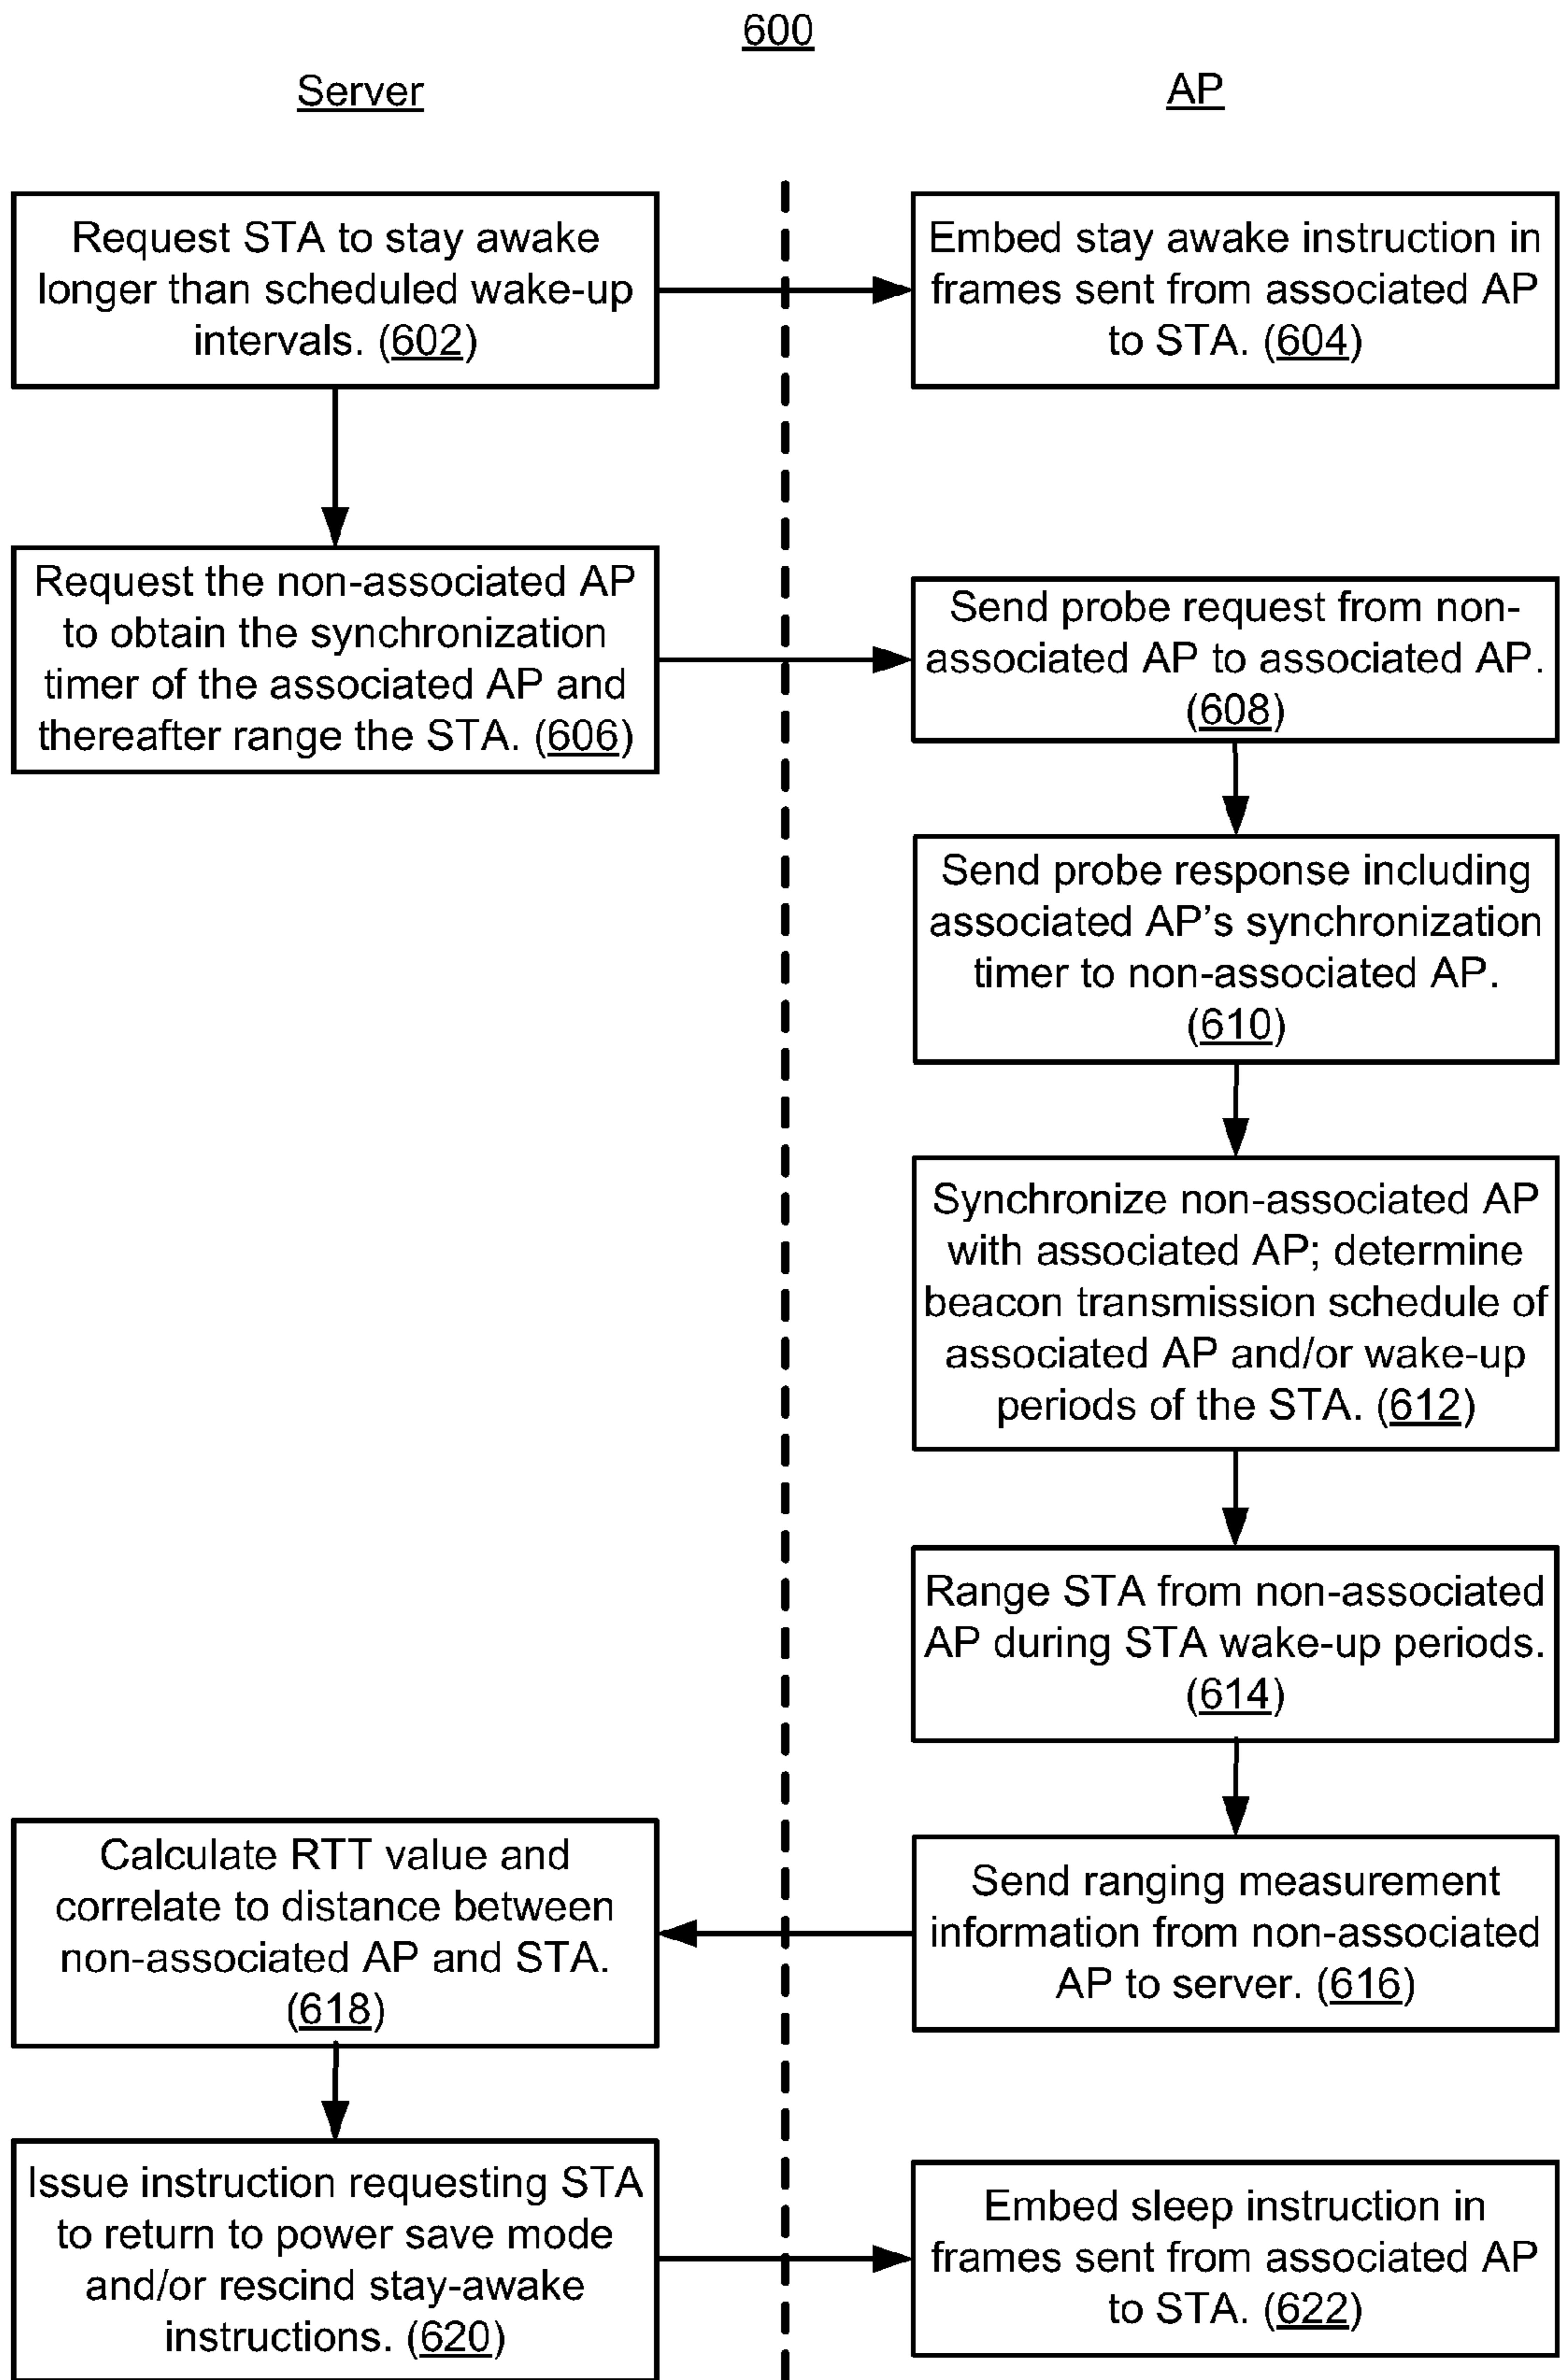 600
Server
AP
Request STA to stay awake
longer than scheduled wake-up
intervals. (602)
Embed stay awake instruction in
frames sent from associated AP
to STA. (604)
Request the non-associated AP
to obtain the synchronization
timer of the associated AP and
thereafter range the STA. (606)
Send probe request from non-
associated AP to associated AP.
(608)
Send probe response including
associated AP's synchronization
timer to non-associated AP.
(610)
Synchronize non-associated AP
with associated AP; determine
beacon transmission schedule of
associated AP and/or wake-up
periods of the STA. (612)
Range STA from non-associated
AP during STA wake-up periods.
(614)
Calculate RTT value and
correlate to distance between
non-associated AP and STA.
(618)
Send ranging measurement
information from non-associated
AP to server. (616)
Issue instruction requesting STA
to return to power save mode
and/or rescind stay-awake
instructions. (620)
Embed sleep instruction in
frames sent from associated AP
to STA. (622)